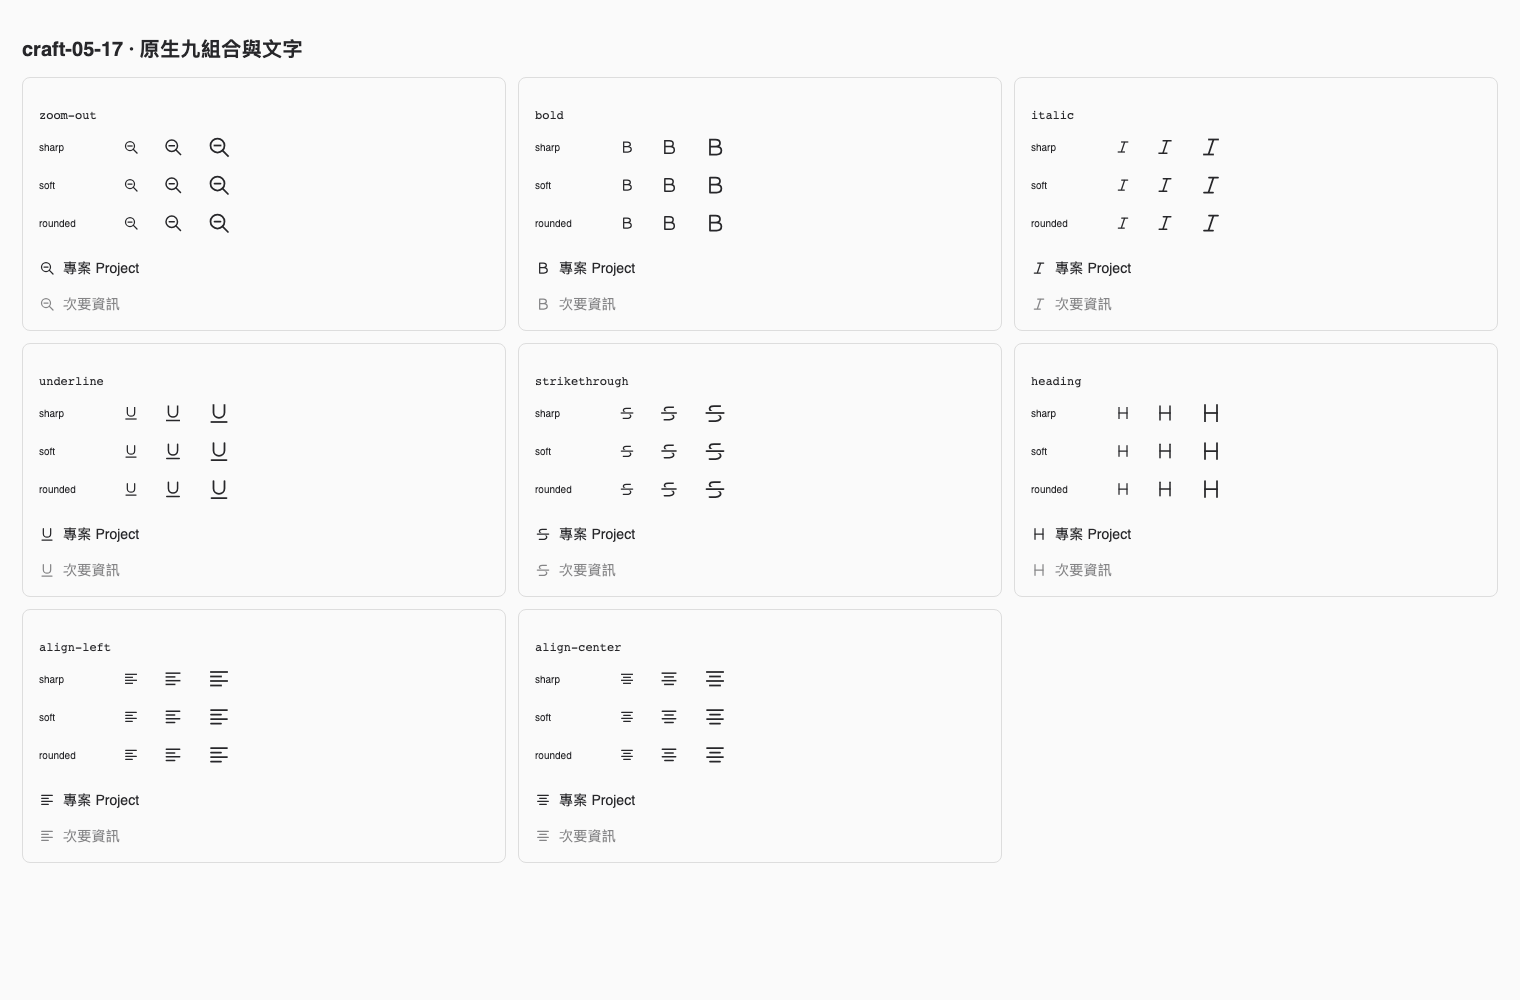 craft-05-17 · 原生九組合與文字
zoom-out
sharp
soft
rounded
專案 Project
次要資訊
bold
sharp
soft
rounded
專案 Project
次要資訊
italic
sharp
soft
rounded
專案 Project
次要資訊
underline
sharp
soft
rounded
專案 Project
次要資訊
strikethrough
sharp
soft
rounded
專案 Project
次要資訊
heading
sharp
soft
rounded
專案 Project
次要資訊
align-left
sharp
soft
rounded
專案 Project
次要資訊
align-center
sharp
soft
rounded
專案 Project
次要資訊